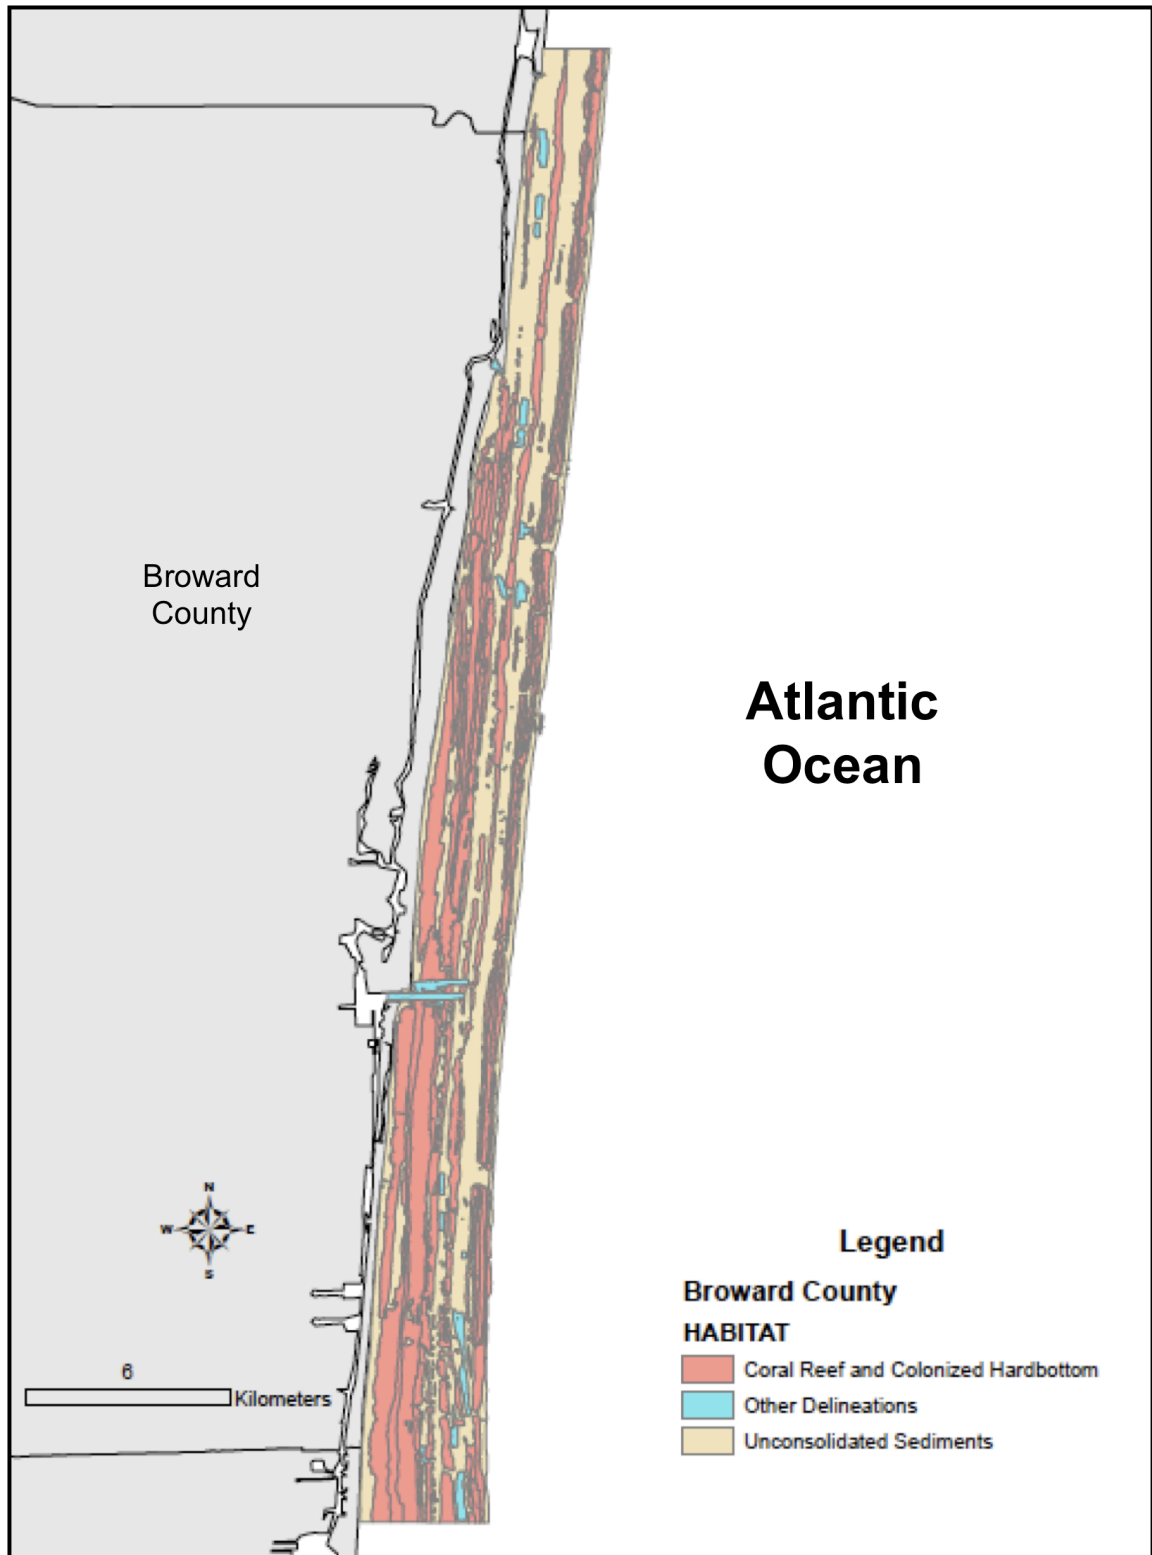 Broward
County
Atlantic
Ocean
N
W E
S
6
Kilometers
Legend
Broward County
HABITAT
Coral Reef and Colonized Hardbottom
Other Delineations
Unconsolidated Sediments